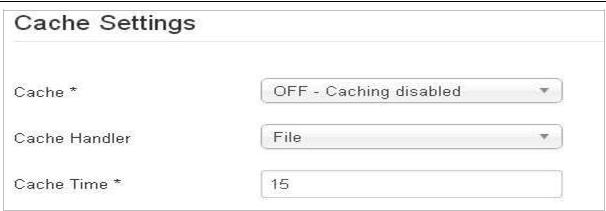 Cache Settings
Cache * OFF - Caching disabled
Cache Handler File
Cache Time * 15